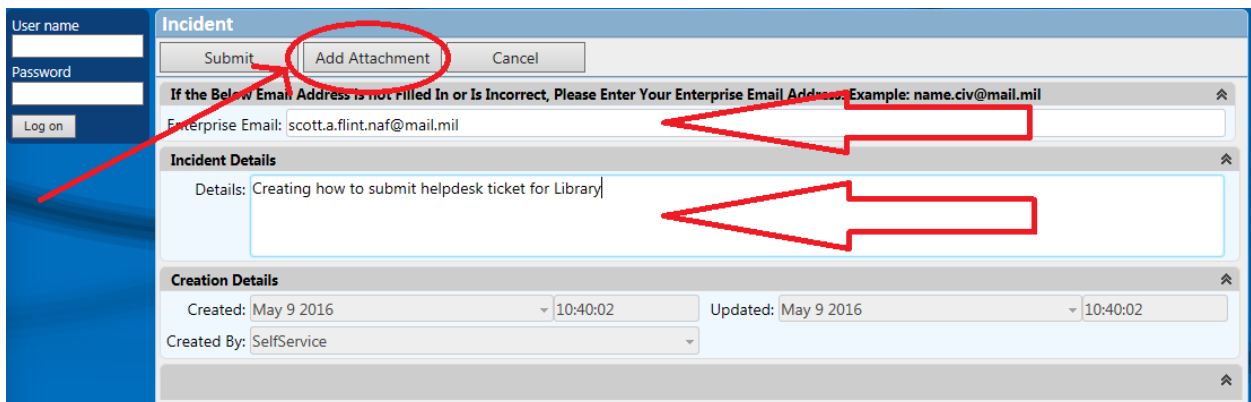 User name
Password
Log on
Incident
Submit Add Attachment Cancel
If the Below Email Address is not Filled In or Is Incorrect, Please Enter Your Enterprise Email Address. Example: name.civ@mail.mil
Enterprise Email: scott.a.flint.naf@mail.mil
Incident Details
Details: Creating how to submit helpdesk ticket for Library
Creation Details
Created: May 9 2016 10:40:02 Updated: May 9 2016 10:40:02
Created By: SelfService